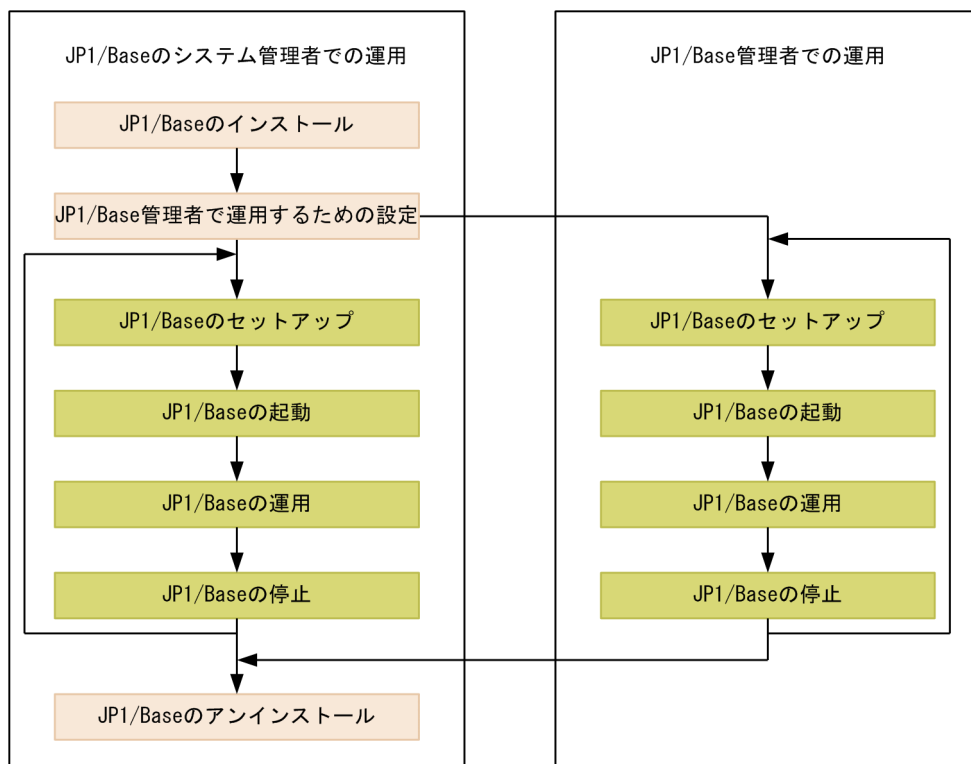 JP1/Baseのシステム管理者での運用
JP1/Baseのインストール
JP1/Base管理者で運用するための設定
JP1/Baseのセットアップ
JP1/Baseの起動
JP1/Baseの運用
JP1/Baseの停止
JP1/Baseのアンインストール
JP1/Base管理者での運用
JP1/Baseのセットアップ
JP1/Baseの起動
JP1/Baseの運用
JP1/Baseの停止